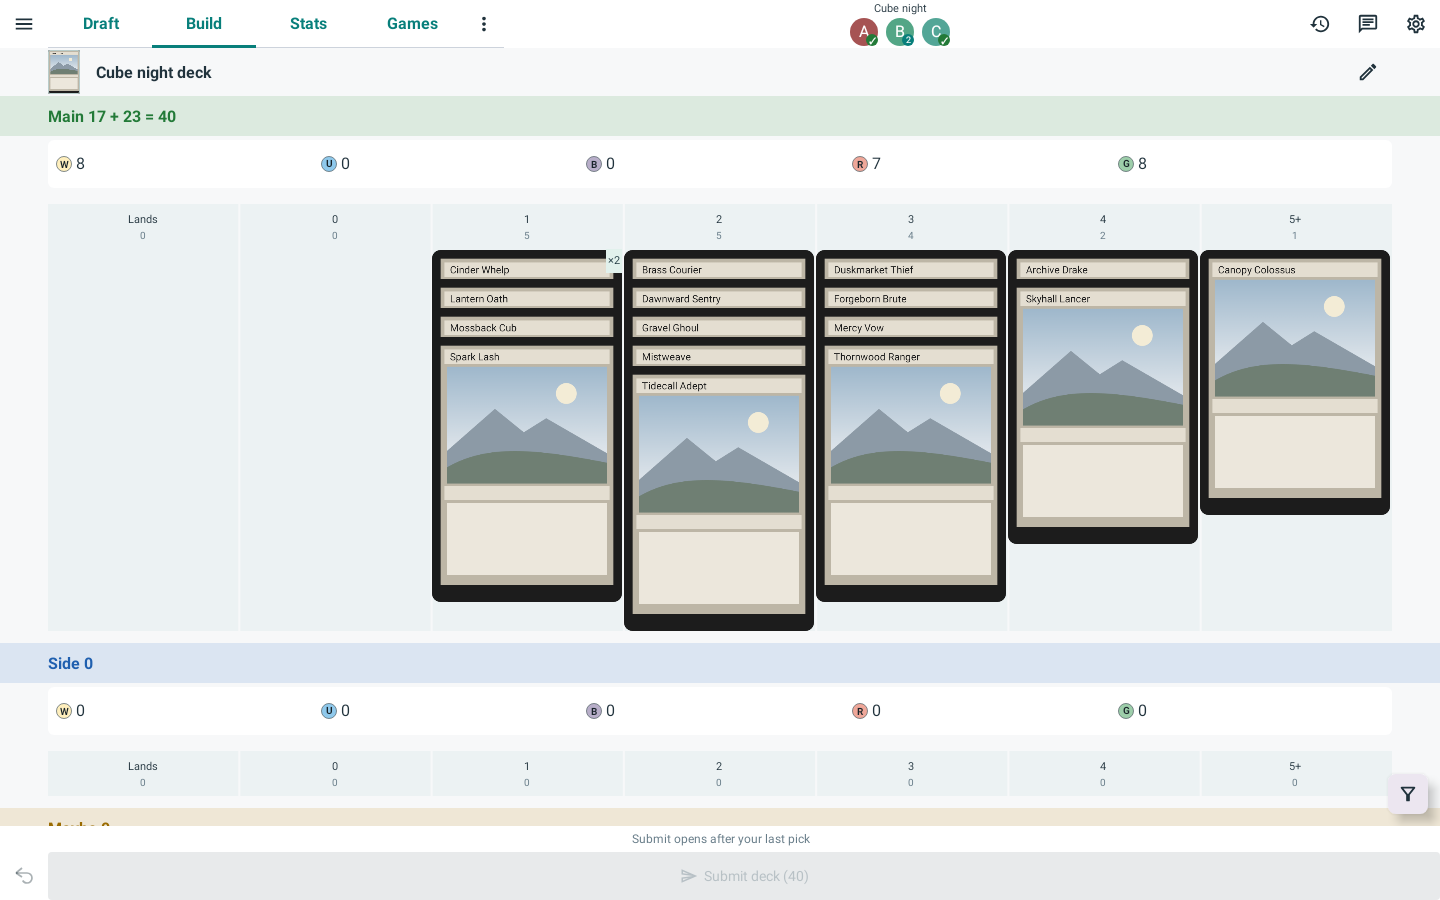 Draft Build Stats Games
Cube night
A B 2 C
Cube night deck
Main 17 + 23 = 40
W 8 U 0 B 0 R 7 G 8
Lands 0 1 2 3 4 5+
0 0 5 5 4 2 1
×2
Cinder Whelp Brass Courier Duskmarket Thief Archive Drake Canopy Colossus
Lantern Oath Dawnward Sentry Forgeborn Brute Skyhall Lancer
Mossback Cub Gravel Ghoul Mercy Vow
Spark Lash Mistweave Thornwood Ranger
Tidecall Adept
Side 0
W 0 U 0 B 0 R 0 G 0
Lands 0 1 2 3 4 5+
0 0 0 0 0 0 0
Submit opens after your last pick
Submit deck (40)